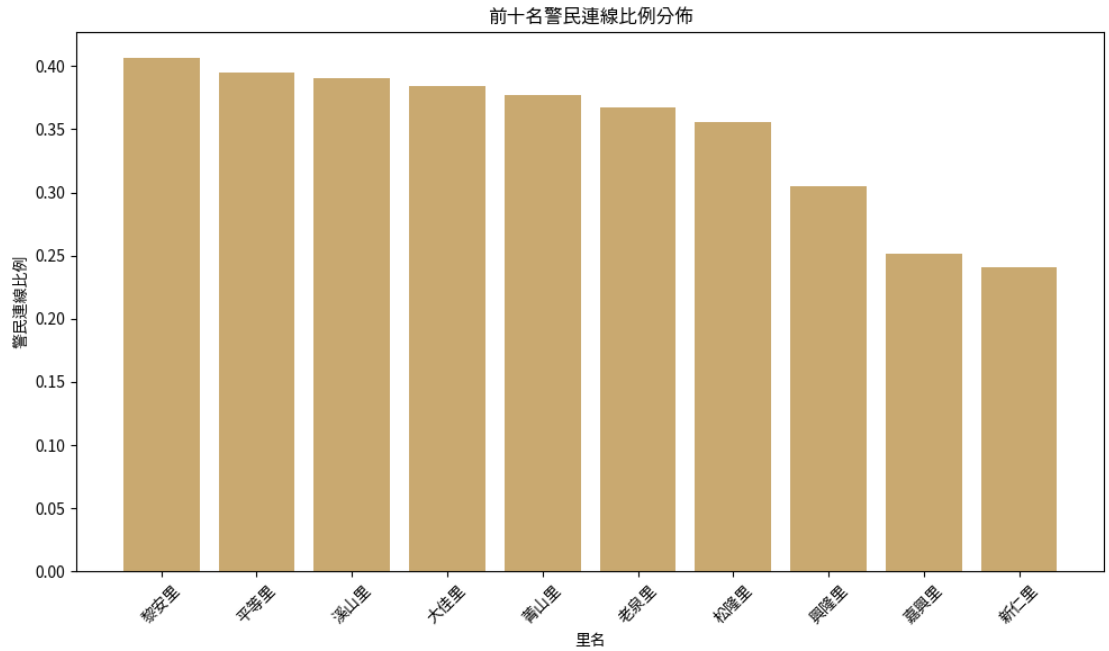 前十名警民連線比例分佈
警民連線比例
0.40
0.35
0.30
0.25
0.20
0.15
0.10
0.05
0.00
黎安里
平等里
溪山里
大佳里
菁山里
老泉里
松隆里
興隆里
嘉興里
新仁里
里名